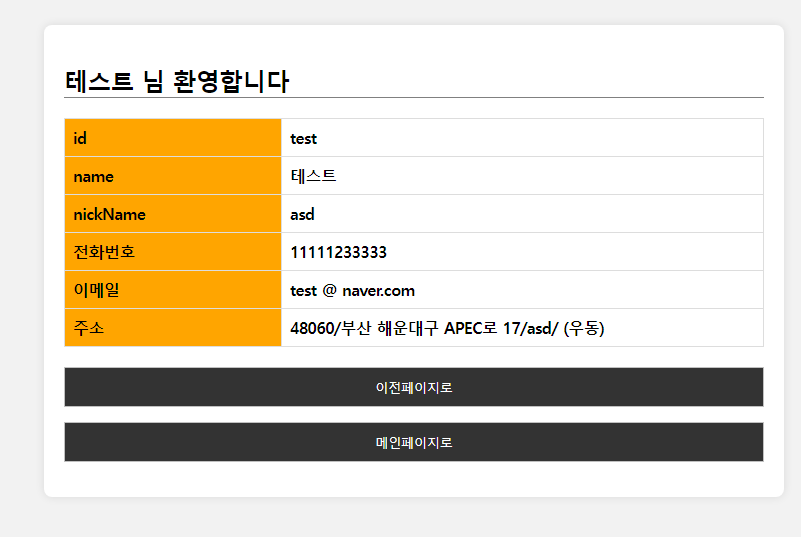 테스트 님 환영합니다
id test
name 테스트
nickName asd
전화번호 11111233333
이메일 test @ naver.com
주소 48060/부산 해운대구 APEC로 17/asd/ (우동)
이전페이지로
메인페이지로